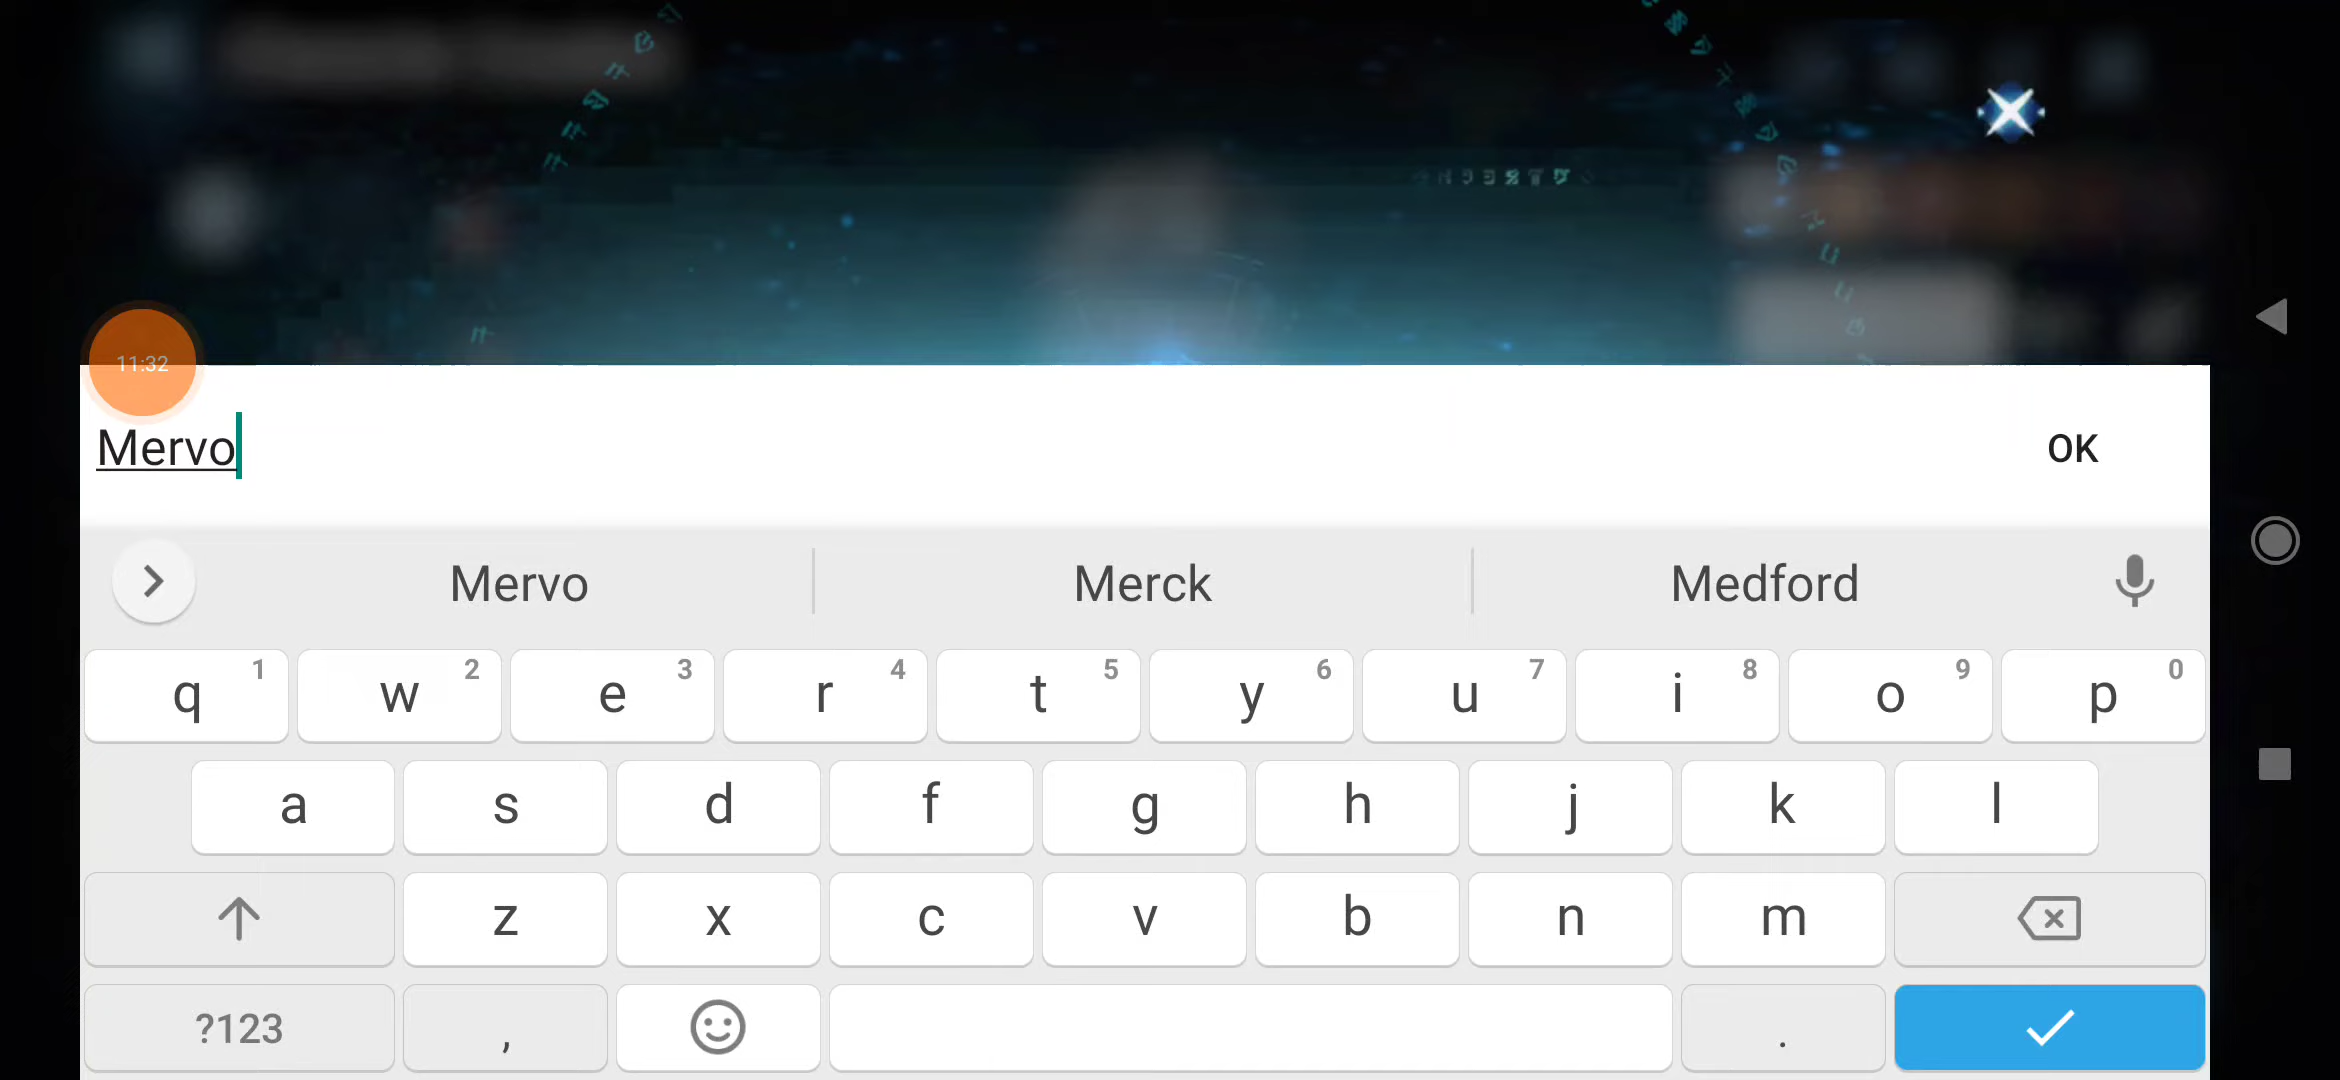 11:32
Mervo
OK
Mervo Merck Medford
q 1 w 2 e 3 r 4 t 5 y 6 u 7 i 8 o 9 p 0
a s d f g h j k l
z x c v b n m
?123 , .